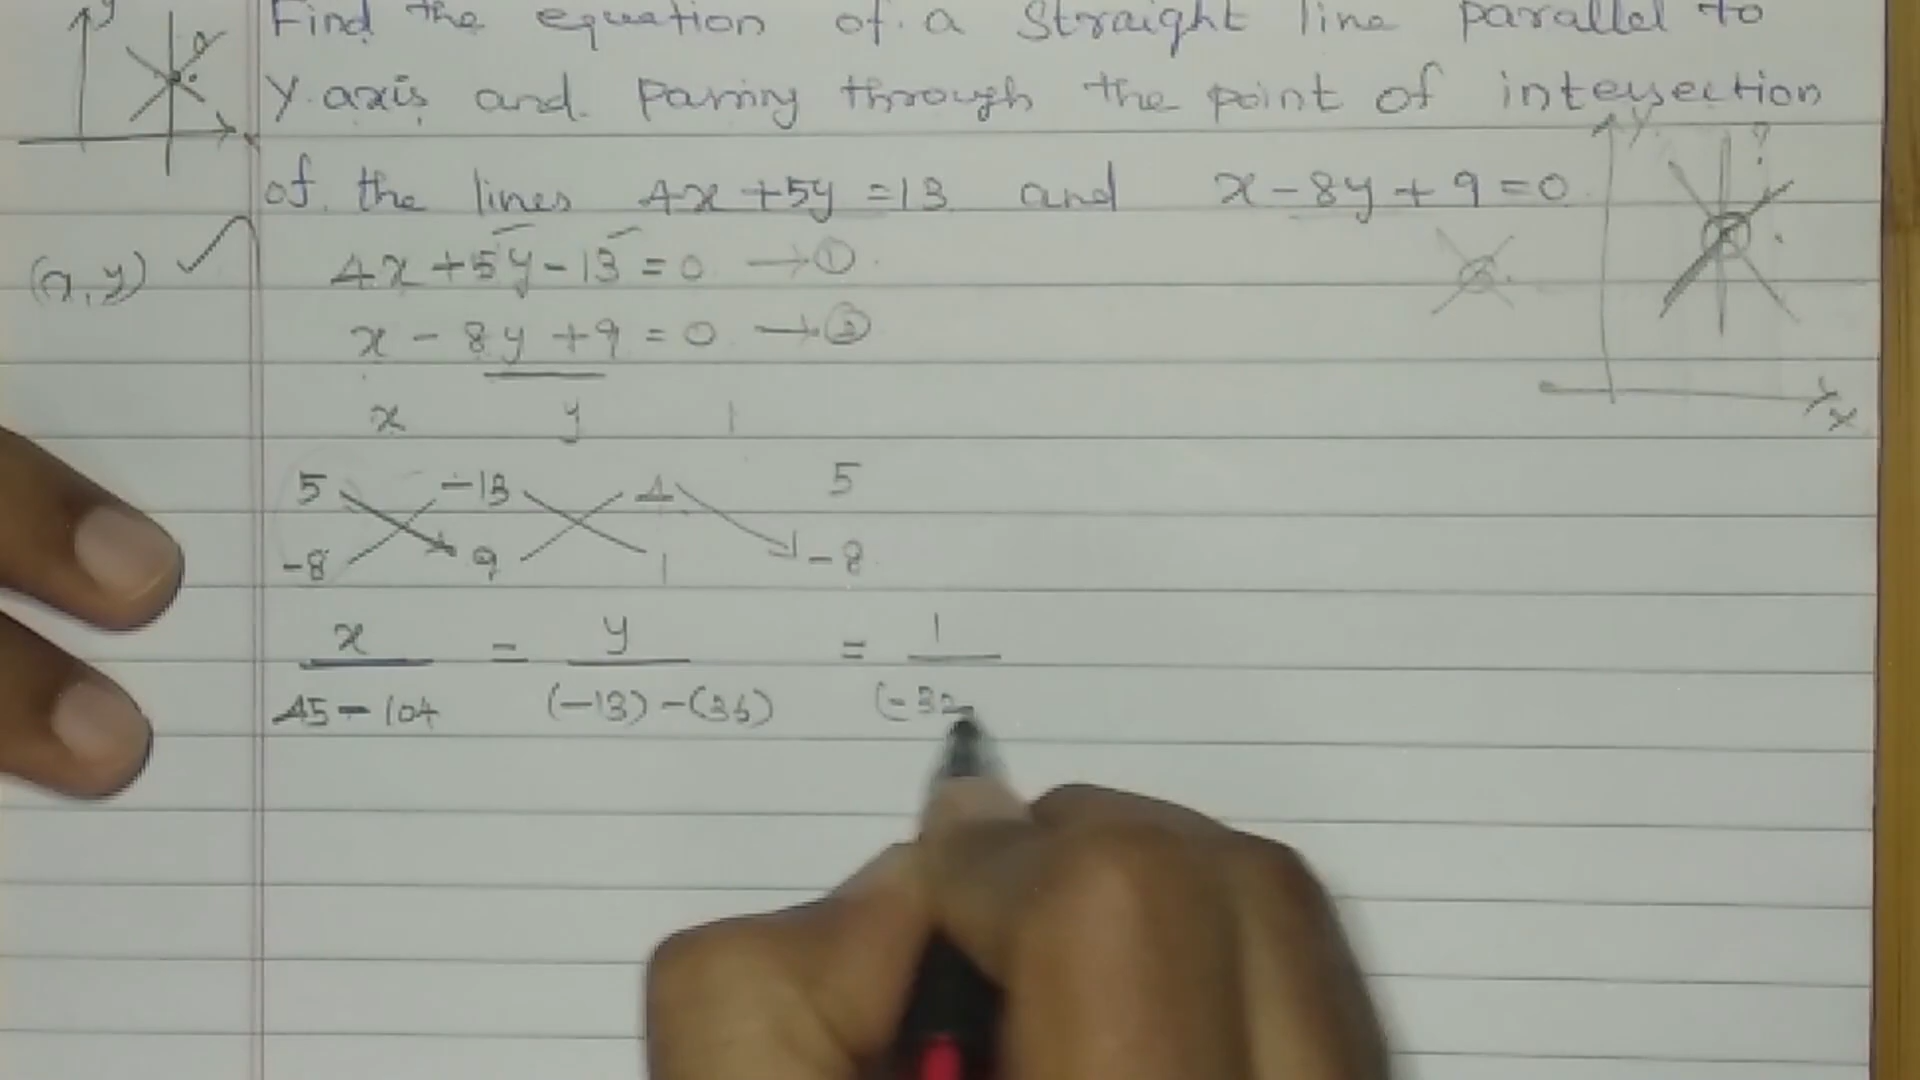 Find the equation of a straight line parallel to
Y axis and passing through the point of intersection
of the lines 4x + 5y = 13 and x - 8y + 9 = 0
(x, y) ✓
4x + 5y - 13 = 0 → ①
x - 8y + 9 = 0 → ②
x y 1
5 -13 4 5
-8 9 1 -8
x = y = 1
45 - 104 (-13) - (36) (-32
y
y ?
x